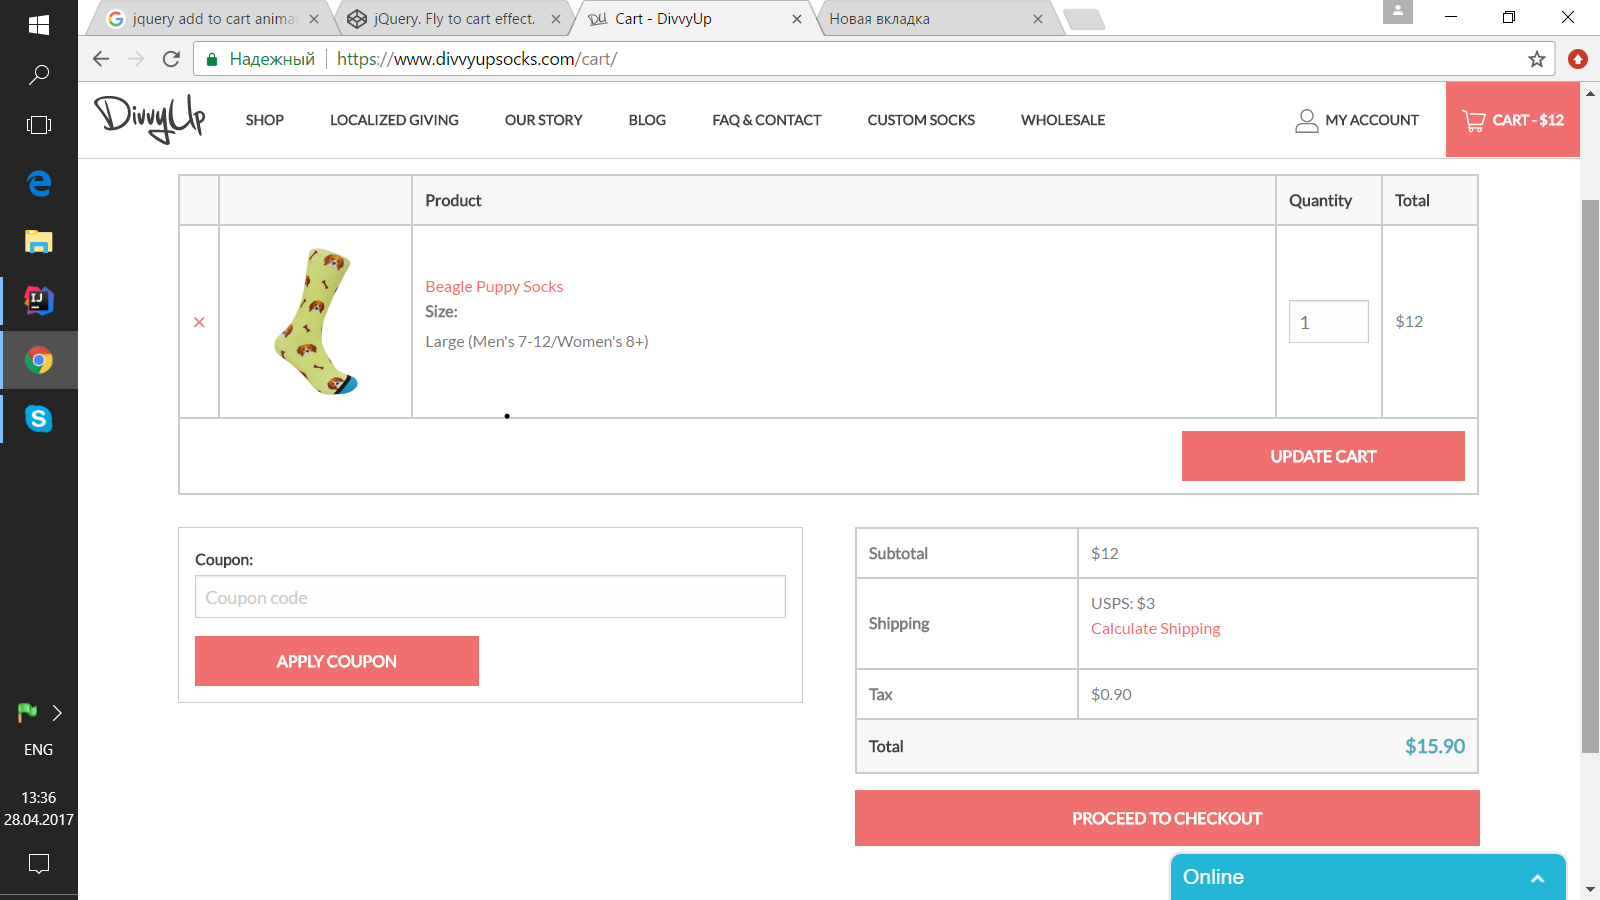 jquery add to cart anima
jQuery. Fly to cart effect.
DU Cart - DivvyUp
Новая вкладка
Надежный https://www.divvyupsocks.com/cart/
DivvyUp
SHOP
LOCALIZED GIVING
OUR STORY
BLOG
FAQ & CONTACT
CUSTOM SOCKS
WHOLESALE
MY ACCOUNT
CART - $12
Product Quantity Total
Beagle Puppy Socks
Size:
Large (Men's 7-12/Women's 8+)
1
$12
UPDATE CART
Coupon:
Coupon code
APPLY COUPON
Subtotal $12
Shipping
USPS: $3
Calculate Shipping
Tax $0.90
Total $15.90
PROCEED TO CHECKOUT
Online
IJ
S
ENG
13:36
28.04.2017